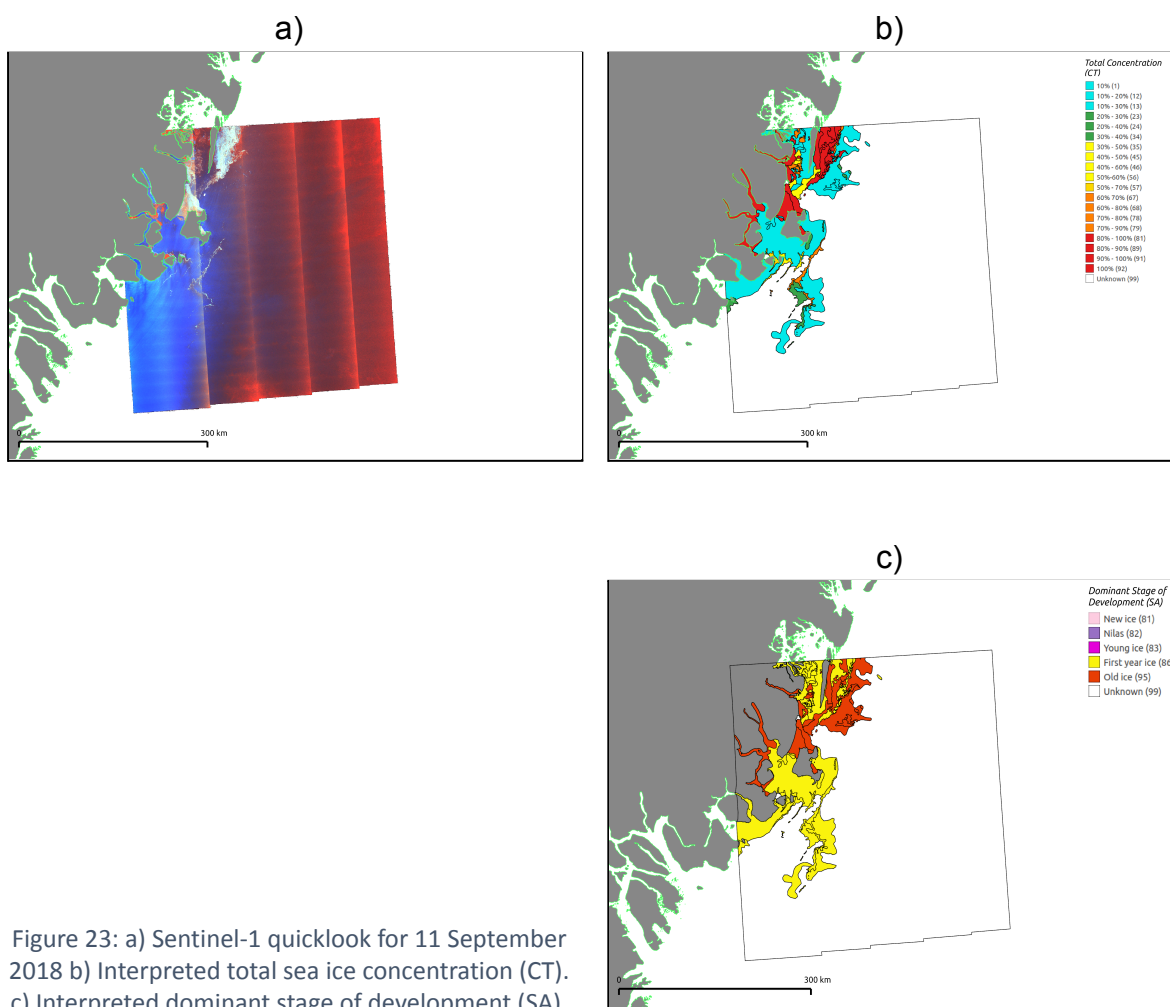 a)
b)
0
300 km
Total Concentration
(CT)
10% (1)
10% - 20% (12)
10% - 30% (13)
20% - 30% (23)
20% - 40% (24)
30% - 40% (34)
30% - 50% (35)
40% - 50% (45)
40% - 60% (46)
50%-60% (56)
50% - 70% (57)
60% 70% (67)
60% - 80% (68)
70% - 80% (78)
70% - 90% (79)
80% - 100% (81)
80% - 90% (89)
90% - 100% (91)
100% (92)
Unknown (99)
0
300 km
c)
Dominant Stage of
Development (SA)
New ice (81)
Nilas (82)
Young ice (83)
First year ice (86
Old ice (95)
Unknown (99)
0
300 km
Figure 23: a) Sentinel-1 quicklook for 11 September
2018 b) Interpreted total sea ice concentration (CT).
c) Interpreted dominant stage of development (SA)